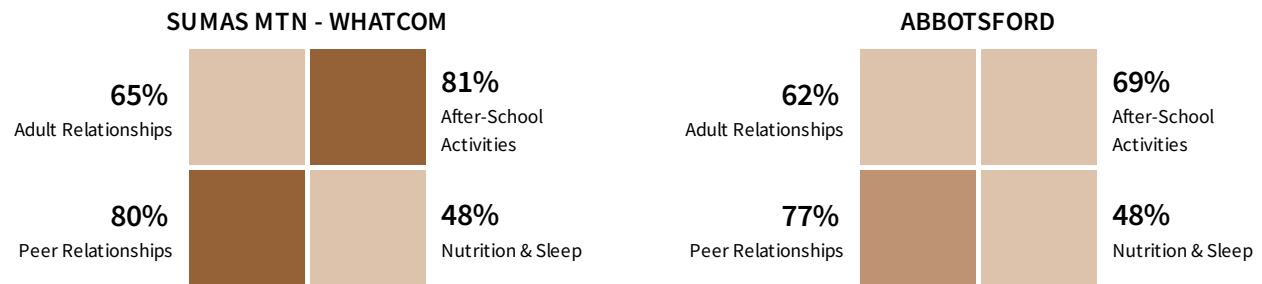 SUMAS MTN - WHATCOM
65%
Adult Relationships
81%
After-School
Activities
80%
Peer Relationships
48%
Nutrition & Sleep
ABBOTSFORD
62%
Adult Relationships
69%
After-School
Activities
77%
Peer Relationships
48%
Nutrition & Sleep